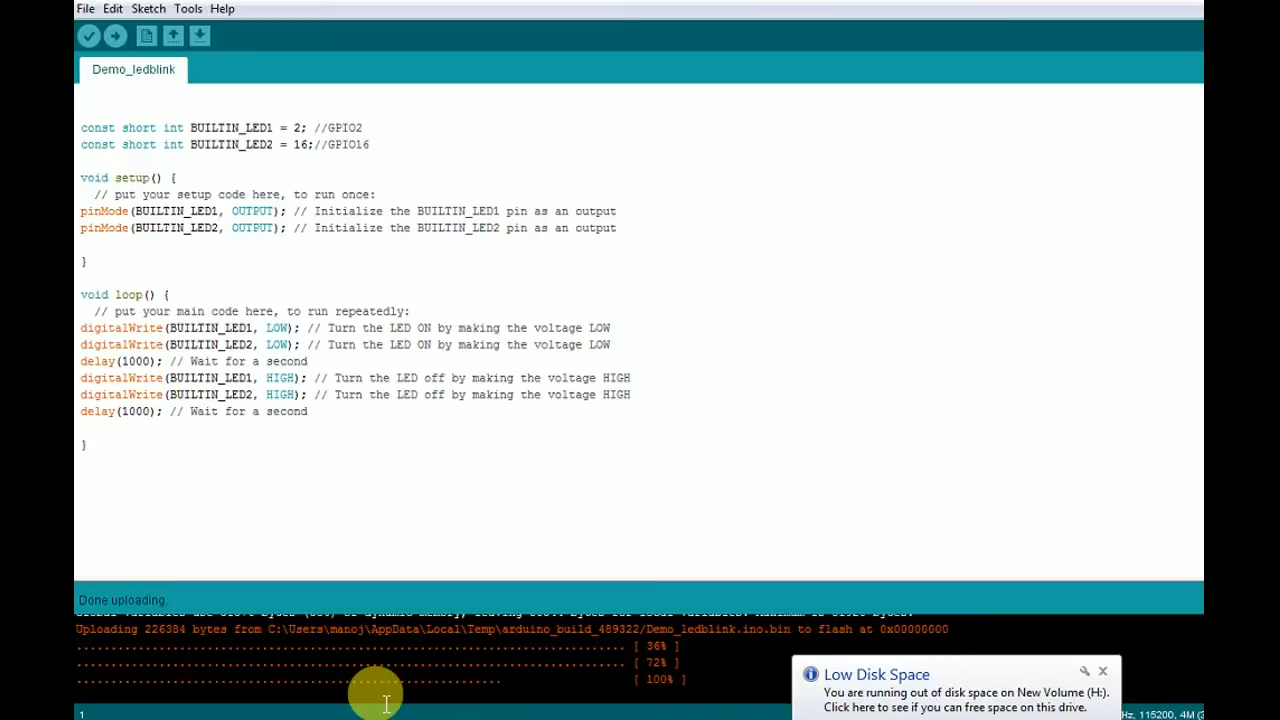 File Edit Sketch Tools Help
Demo_ledblink
const short int BUILTIN_LED1 = 2; //GPIO2
const short int BUILTIN_LED2 = 16;//GPIO16
void setup() {
// put your setup code here, to run once:
pinMode(BUILTIN_LED1, OUTPUT); // Initialize the BUILTIN_LED1 pin as an output
pinMode(BUILTIN_LED2, OUTPUT); // Initialize the BUILTIN_LED2 pin as an output
}
void loop() {
// put your main code here, to run repeatedly:
digitalWrite(BUILTIN_LED1, LOW); // Turn the LED ON by making the voltage LOW
digitalWrite(BUILTIN_LED2, LOW); // Turn the LED ON by making the voltage LOW
delay(1000); // Wait for a second
digitalWrite(BUILTIN_LED1, HIGH); // Turn the LED off by making the voltage HIGH
digitalWrite(BUILTIN_LED2, HIGH); // Turn the LED off by making the voltage HIGH
delay(1000); // Wait for a second
}
Done uploading.
Uploading 226384 bytes from C:\Users\manoj\AppData\Local\Temp\arduino_build_489322/Demo_ledblink.ino.bin to flash at 0x00000000
................................................................................ [ 36% ]
................................................................................ [ 72% ]
.............................................................. [ 100% ]
Low Disk Space
You are running out of disk space on New Volume (H:).
Click here to see if you can free space on this drive.
1
Hz, 115200, 4M (3